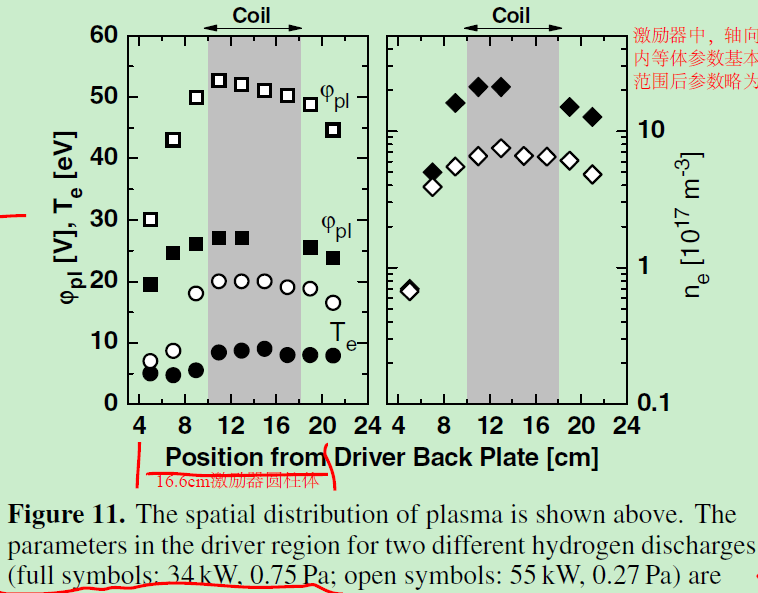 Coil
Coil
激励器中，轴向
内等体参数基本
范围后参数略为
60
50
40
30
20
10
0
φpl [V], Te [eV]
φpl
φpl
Te
10
1
0.1
ne [10^17 m^-3]
4 8 12 16 20 24
4 8 12 16 20 24
Position from Driver Back Plate [cm]
16.6cm激励器圆柱体
Figure 11. The spatial distribution of plasma is shown above. The
parameters in the driver region for two different hydrogen discharges
(full symbols: 34 kW, 0.75 Pa; open symbols: 55 kW, 0.27 Pa) are